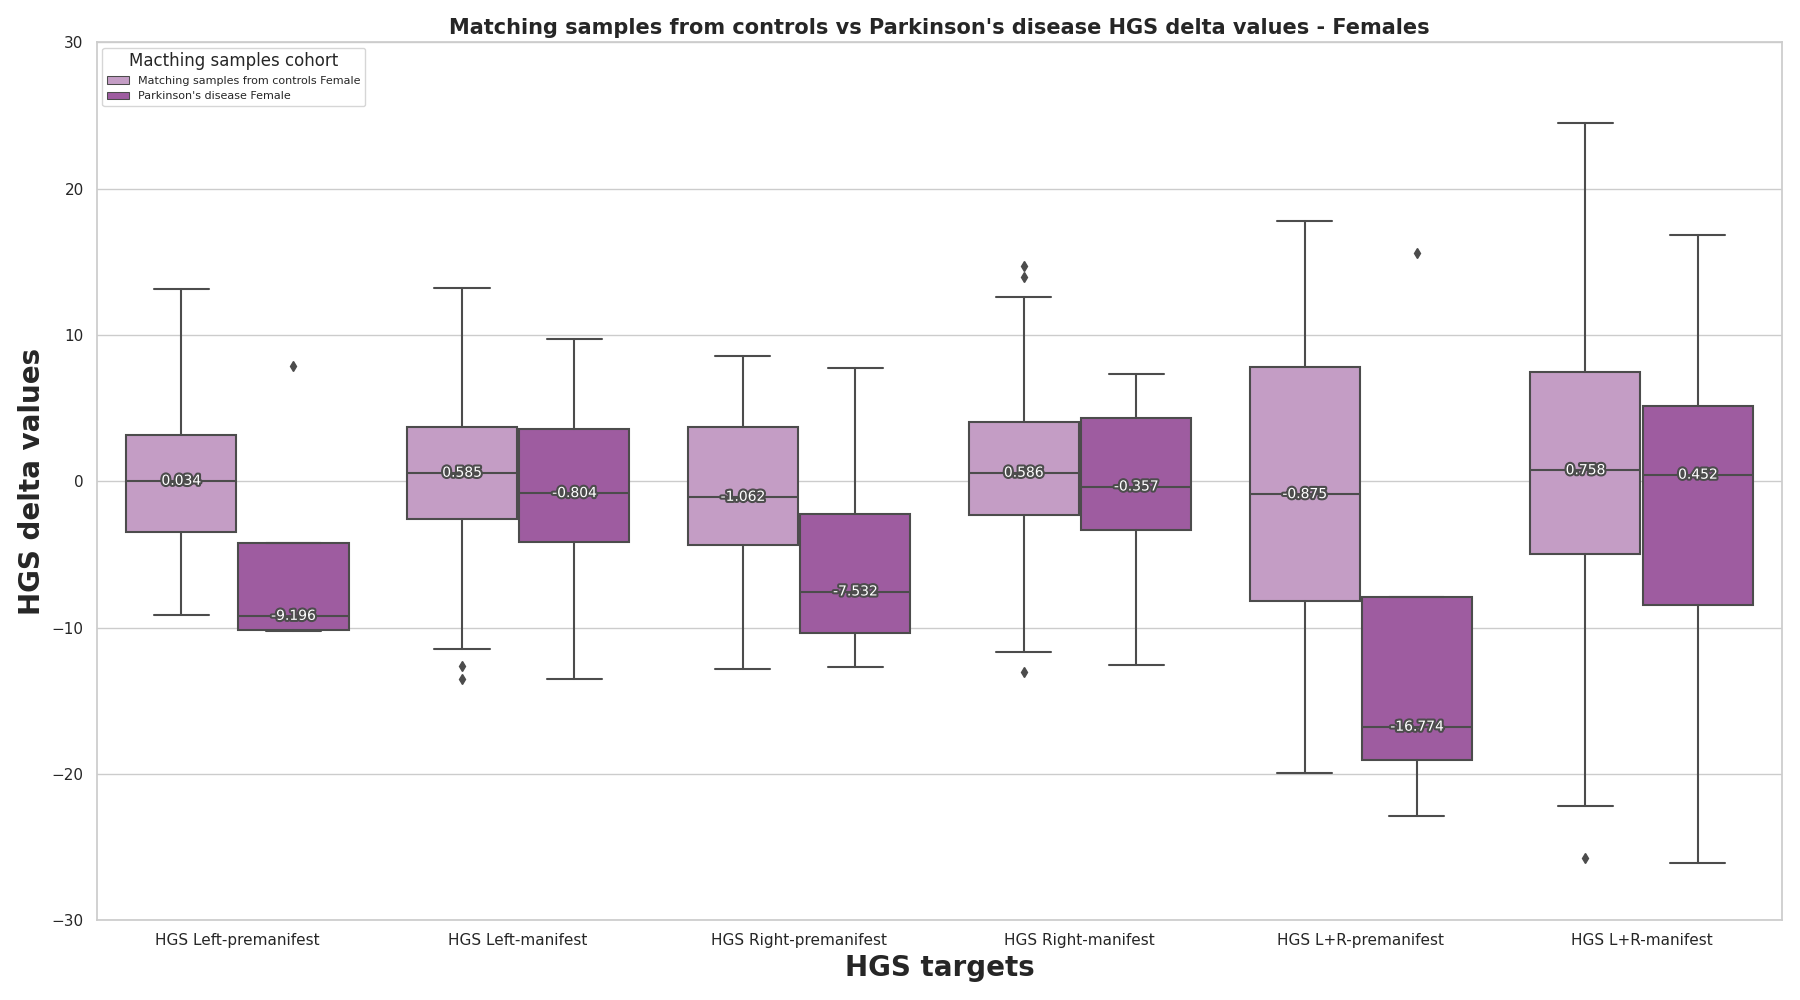 Matching samples from controls vs Parkinson's disease HGS delta values - Females
Macthing samples cohort
Matching samples from controls Female
Parkinson's disease Female
HGS delta values
30
20
10
0
−10
−20
−30
0.034
-9.196
0.585
-0.804
-1.062
-7.532
0.586
-0.357
-0.875
-16.774
0.758
0.452
HGS Left-premanifest
HGS Left-manifest
HGS Right-premanifest
HGS Right-manifest
HGS L+R-premanifest
HGS L+R-manifest
HGS targets